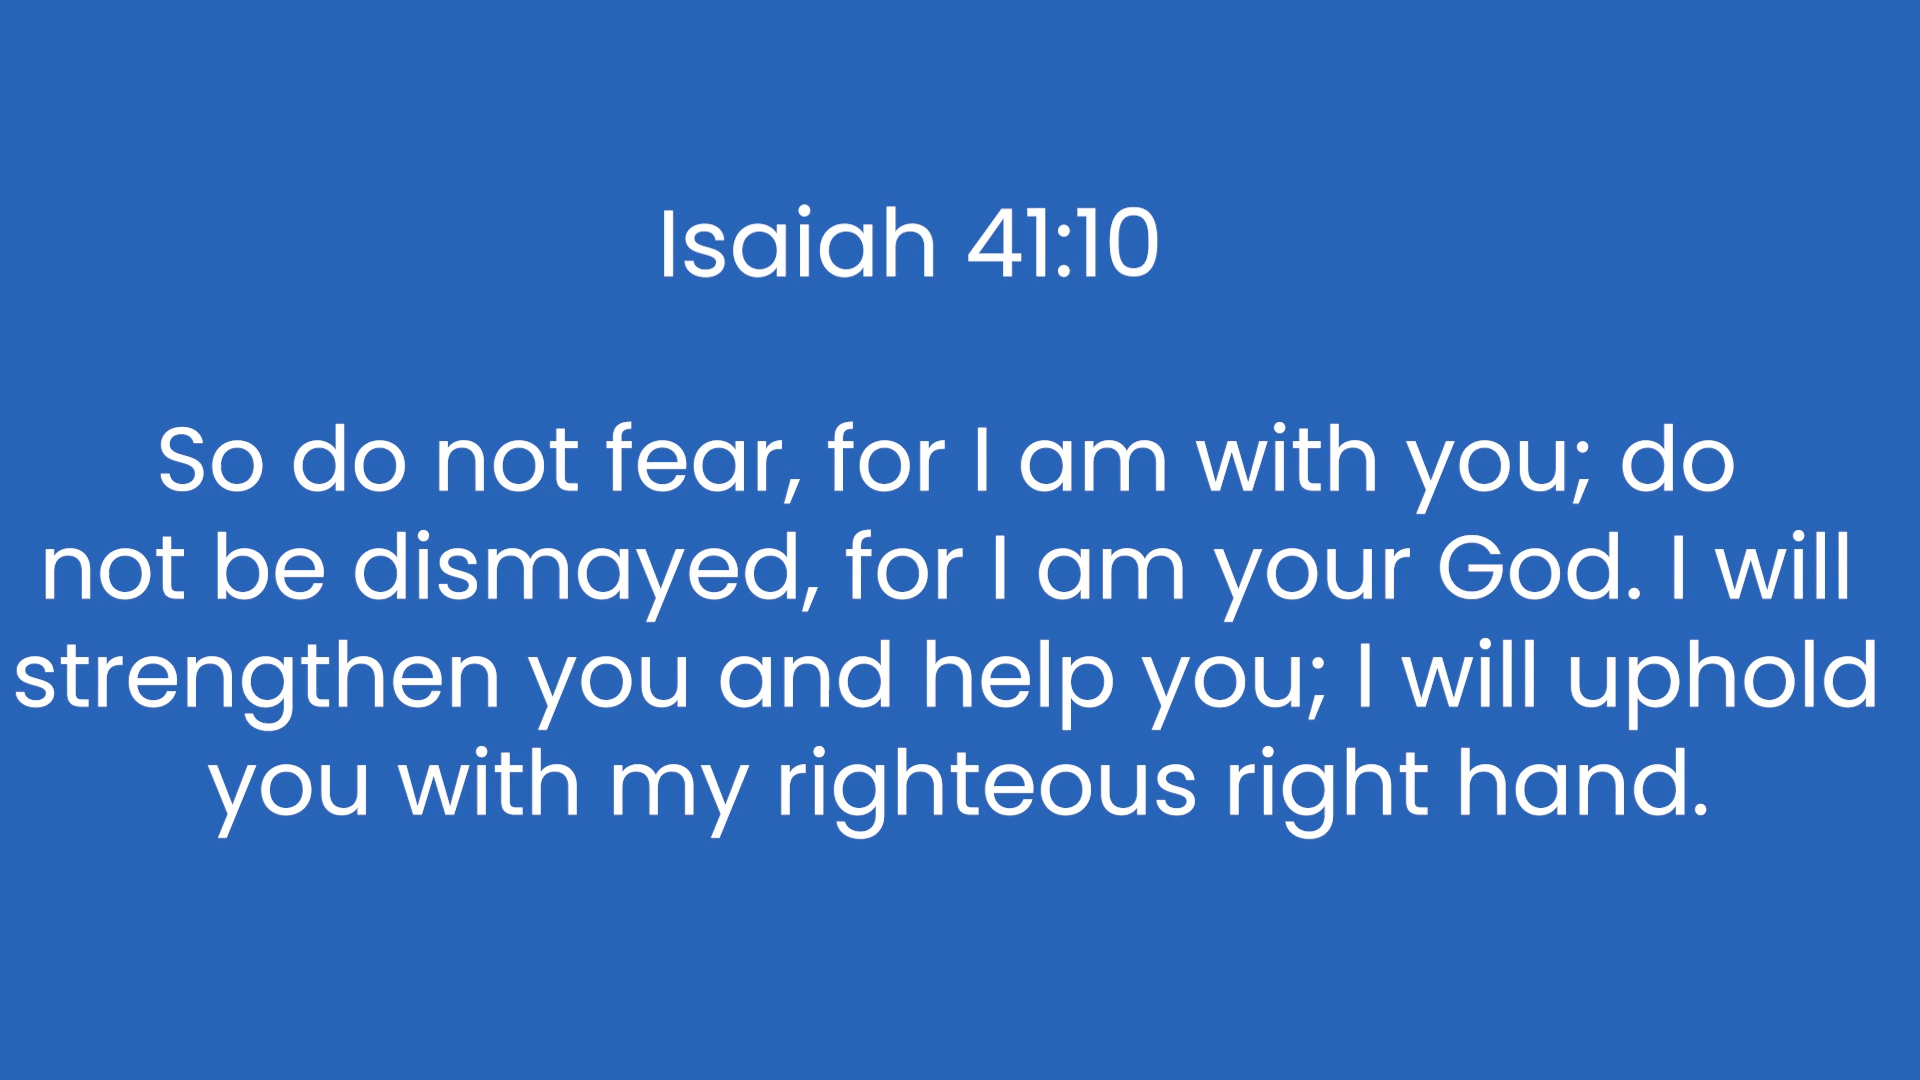 Isaiah 41:10
So do not fear, for I am with you; do
not be dismayed, for I am your God. I will
strengthen you and help you; I will uphold
you with my righteous right hand.